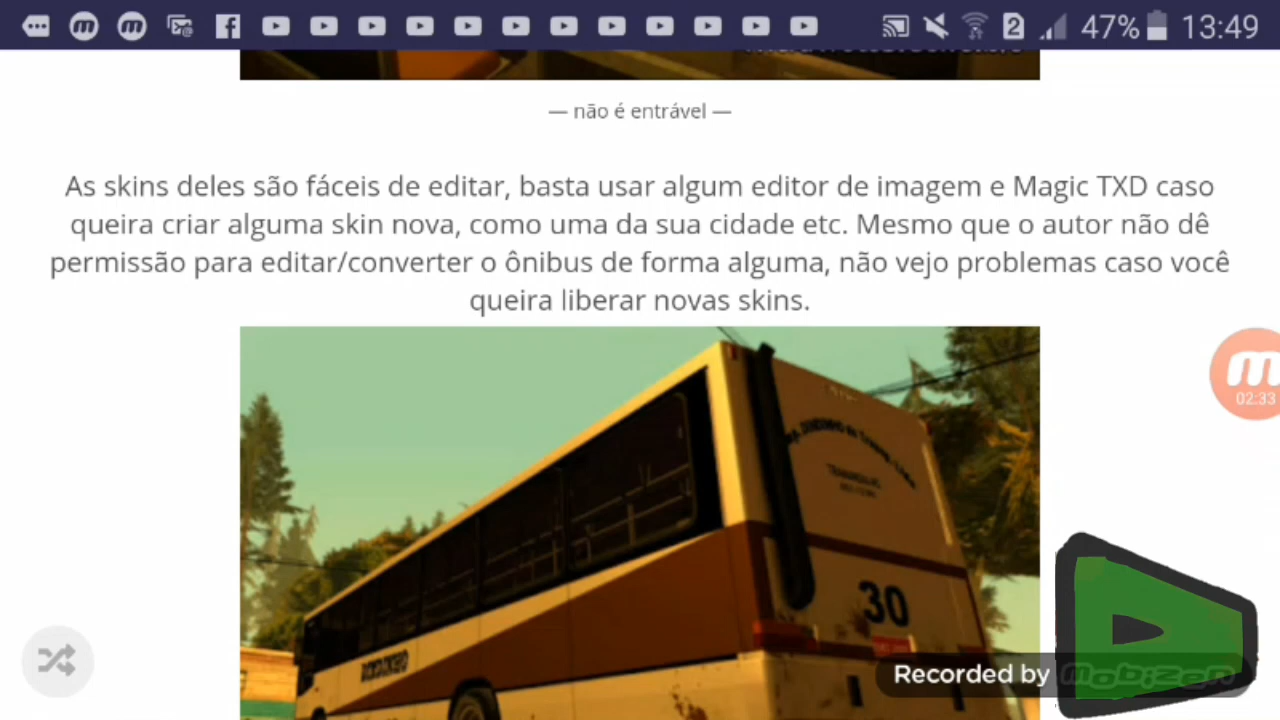 2 47% 13:49
— não é entrável —
As skins deles são fáceis de editar, basta usar algum editor de imagem e Magic TXD caso
queira criar alguma skin nova, como uma da sua cidade etc. Mesmo que o autor não dê
permissão para editar/converter o ônibus de forma alguma, não vejo problemas caso você
queira liberar novas skins.
02:33
30
Recorded by mobizen